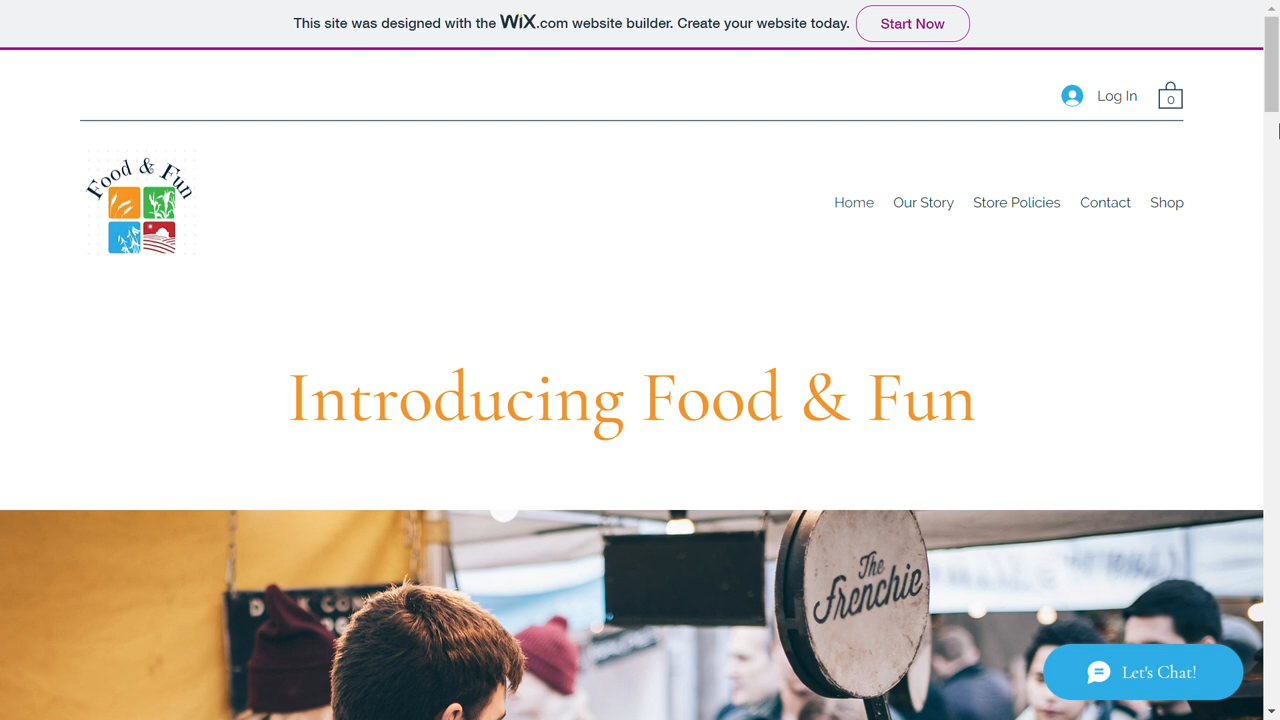 This site was designed with the WiX.com website builder. Create your website today.
Start Now
Log In
0
Food & Fun
Home
Our Story
Store Policies
Contact
Shop
Introducing Food & Fun
The
Frenchie
Let's Chat!